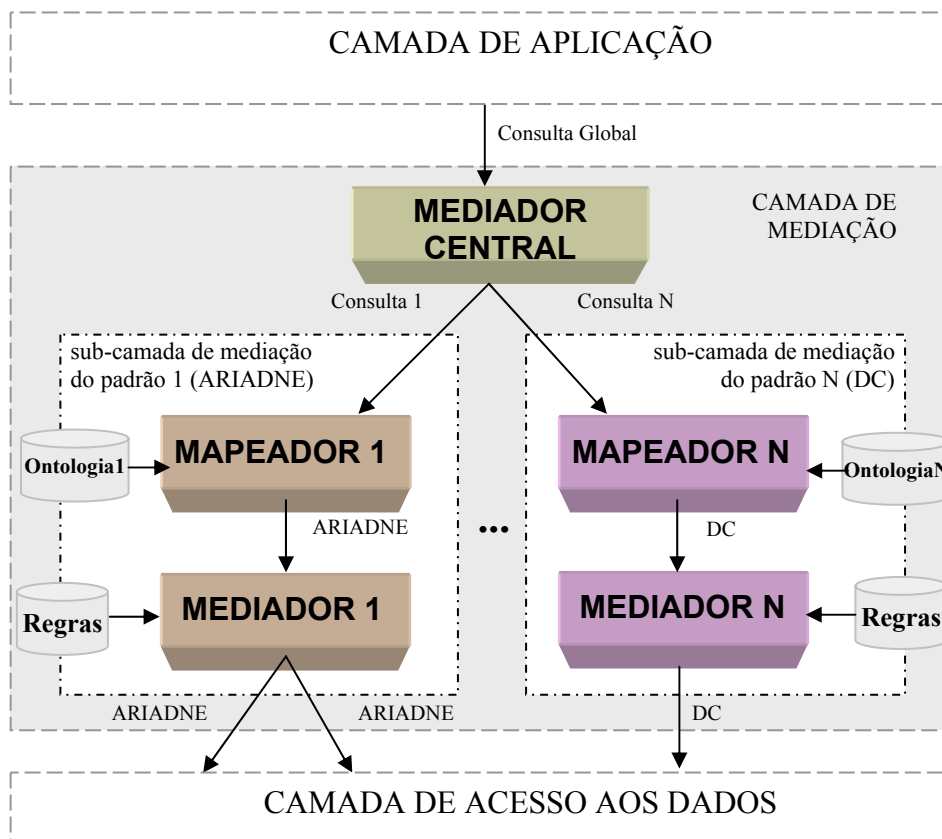 CAMADA DE APLICAÇÃO
Consulta Global
CAMADA DE
MEDIAÇÃO
MEDIADOR
CENTRAL
Consulta 1
Consulta N
sub-camada de mediação
do padrão 1 (ARIADNE)
sub-camada de mediação
do padrão N (DC)
Ontologia1
MAPEADOR 1
MAPEADOR N
OntologiaN
ARIADNE
...
DC
Regras
MEDIADOR 1
MEDIADOR N
Regras
ARIADNE
ARIADNE
DC
CAMADA DE ACESSO AOS DADOS